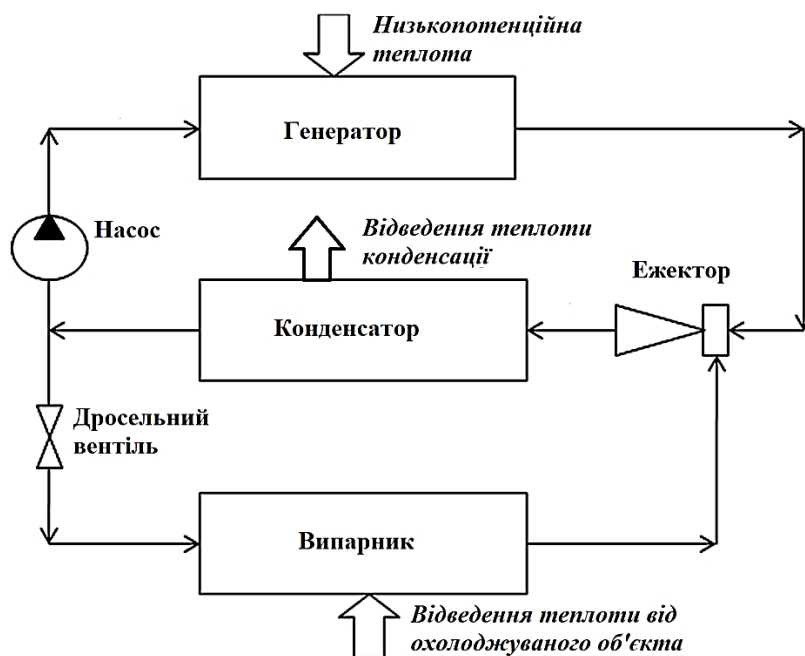 Низькопотенційна
теплота
Генератор
Насос
Відведення теплоти
конденсації
Ежектор
Конденсатор
Дросельний
вентіль
Випарник
Відведення теплоти від
охолоджуваного об'єкта